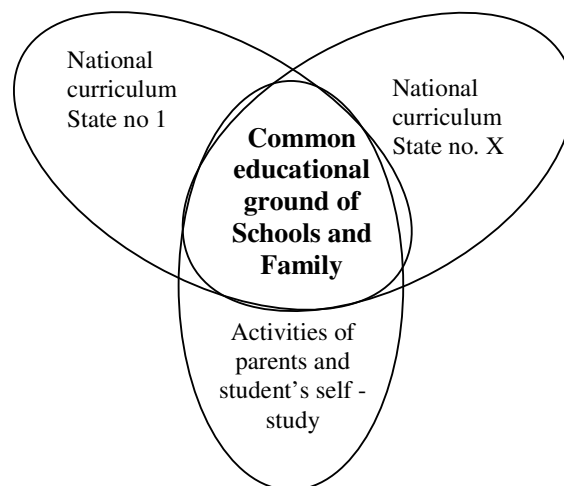 National
curriculum
State no 1
National
curriculum
State no. X
Common
educational
ground of
Schools and
Family
Activities of
parents and
student’s self -
study